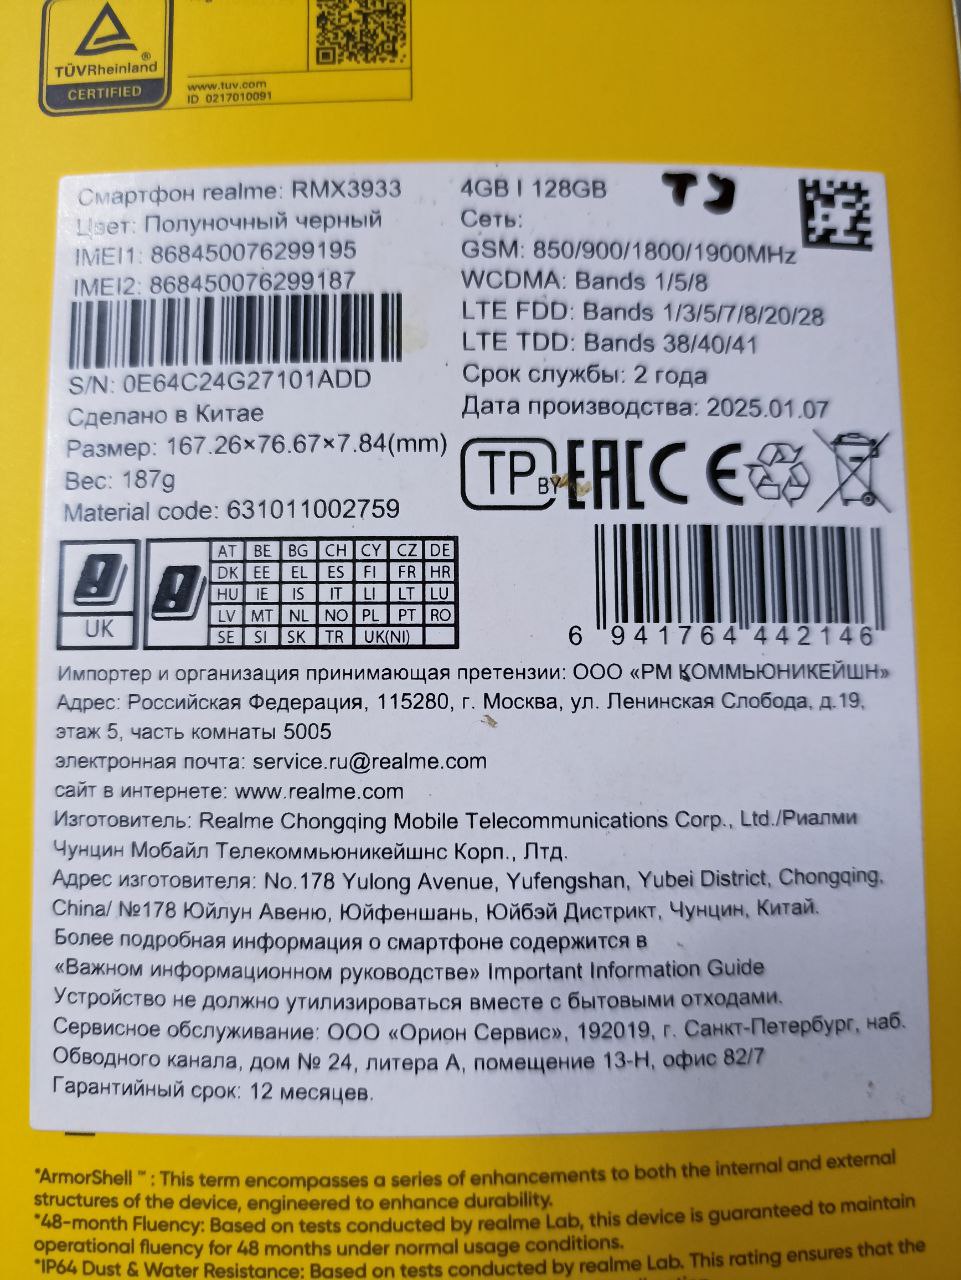 TÜVRheinland®
CERTIFIED
www.tuv.com
ID 0217010091
Смартфон realme: RMX3933
Цвет: Полуночный черный
IMEI1: 868450076299195
IMEI2: 868450076299187
S/N: 0E64C24G27101ADD
Сделано в Китае
Размер: 167.26×76.67×7.84(mm)
Вес: 187g
Material code: 631011002759
4GB | 128GB
ТЈ
Сеть:
GSM: 850/900/1800/1900MHz
WCDMA: Bands 1/5/8
LTE FDD: Bands 1/3/5/7/8/20/28
LTE TDD: Bands 38/40/41
Срок службы: 2 года
Дата производства: 2025.01.07
TP BY EAC CE
UK
AT BE BG CH CY CZ DE
DK EE EL ES FI FR HR
HU IE IS IT LI LT LU
LV MT NL NO PL PT RO
SE SI SK TR UK(NI)
6 941764 442146
Импортер и организация принимающая претензии: ООО «РМ КОММЬЮНИКЕЙШН»
Адрес: Российская Федерация, 115280, г. Москва, ул. Ленинская Слобода, д.19,
этаж 5, часть комнаты 5005
электронная почта: service.ru@realme.com
сайт в интернете: www.realme.com
Изготовитель: Realme Chongqing Mobile Telecommunications Corp., Ltd./Риалми
Чунцин Мобайл Телекоммьюникейшнс Корп., Лтд.
Адрес изготовителя: No.178 Yulong Avenue, Yufengshan, Yubei District, Chongqing,
China/ №178 Юйлун Авеню, Юйфеншань, Юйбэй Дистрикт, Чунцин, Китай.
Более подробная информация о смартфоне содержится в
«Важном информационном руководстве» Important Information Guide
Устройство не должно утилизироваться вместе с бытовыми отходами.
Сервисное обслуживание: ООО «Орион Сервис», 192019, г. Санкт-Петербург, наб.
Обводного канала, дом № 24, литера А, помещение 13-Н, офис 82/7
Гарантийный срок: 12 месяцев.
*ArmorShell ™ : This term encompasses a series of enhancements to both the internal and external
structures of the device, engineered to enhance durability.
*48-month Fluency: Based on tests conducted by realme Lab, this device is guaranteed to maintain
operational fluency for 48 months under normal usage conditions.
*IP64 Dust & Water Resistance: Based on tests conducted by realme Lab. This rating ensures that the